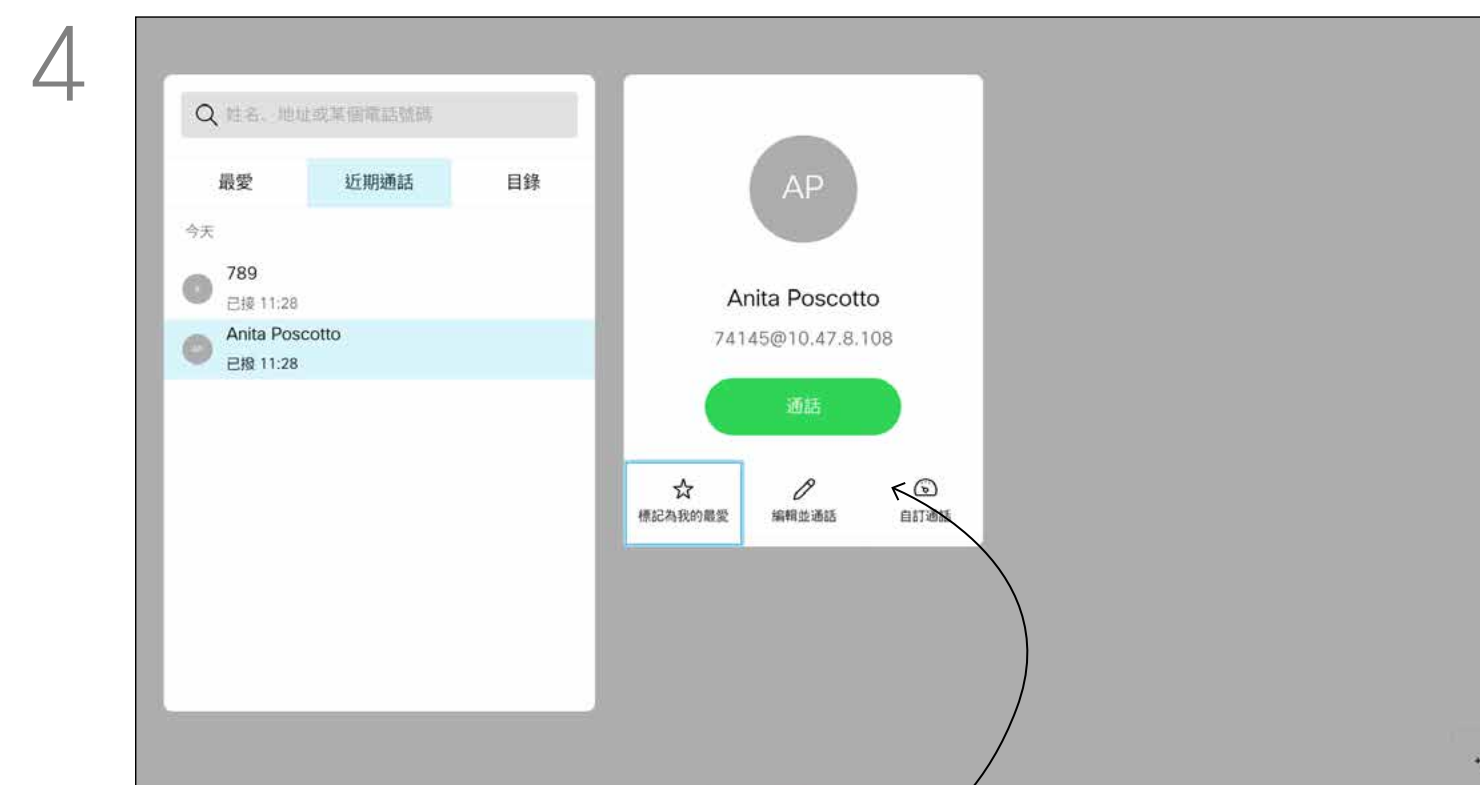 4
姓名、地址或某個電話號碼
最愛 近期通話 目錄
今天
789
已接 11:28
AP
Anita Poscotto
已撥 11:28
AP
Anita Poscotto
74145@10.47.8.108
通話
標記為我的最愛 編輯並通話 自訂通話